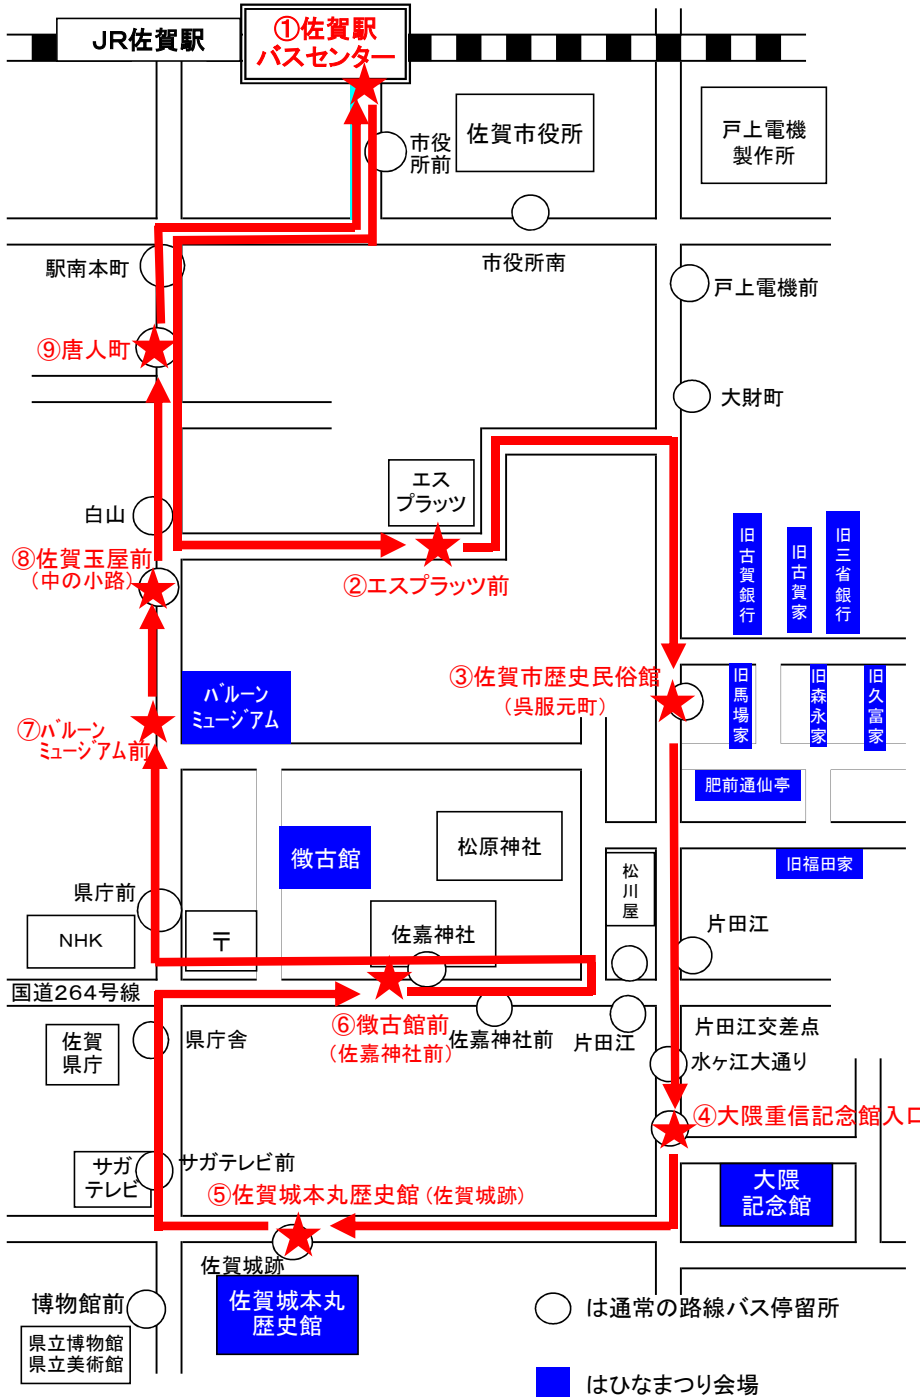 JR佐賀駅
①佐賀駅
バスセンター
市役
所前
佐賀市役所
戸上電機
製作所
市役所南
駅南本町
戸上電機前
⑨唐人町
大財町
エス
プラッツ
白山
⑧佐賀玉屋前
(中の小路)
②エスプラッツ前
旧古賀銀行
旧古賀家
旧三省銀行
③佐賀市歴史民俗館
(呉服元町)
旧馬場家
旧森永家
旧久富家
バルーン
ミュージアム
⑦バルーン
ミュージアム前
肥前通仙亭
徴古館
松原神社
旧福田家
松川屋
県庁前
NHK
〒
佐嘉神社
片田江
国道264号線
⑥徴古館前
(佐嘉神社前)
佐嘉神社前
片田江
片田江交差点
水ヶ江大通り
佐賀
県庁
県庁舎
④大隈重信記念館入口
サガ
テレビ
サガテレビ前
⑤佐賀城本丸歴史館(佐賀城跡)
大隈
記念館
佐賀城跡
佐賀城本丸
歴史館
博物館前
県立博物館
県立美術館
は通常の路線バス停留所
はひなまつり会場